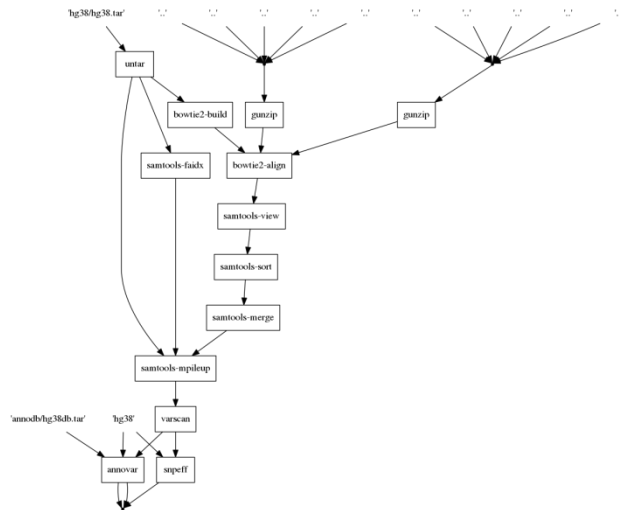 'hg38/hg38.tar'
untar
bowtie2-build
gunzip
gunzip
samtools-faidx
bowtie2-align
samtools-view
samtools-sort
samtools-merge
samtools-mpileup
'annodb/hg38db.tar'
'hg38'
varscan
annovar
snpeff